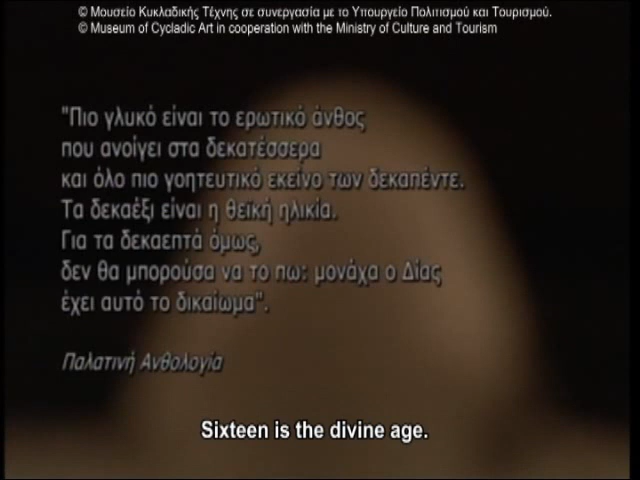 © Μουσείο Κυκλαδικής Τέχνης σε συνεργασία με το Υπουργείο Πολιτισμού και Τουρισμού.
© Museum of Cycladic Art in cooperation with the Ministry of Culture and Tourism
"Πιο γλυκό είναι το ερωτικό άνθος
που ανοίγει στα δεκατέσσερα
και όλο πιο γοητευτικό εκείνο των δεκαπέντε.
Τα δεκαέξι είναι η θεϊκή ηλικία.
Για τα δεκαεπτά όμως,
δεν θα μπορούσα να το πω: μονάχα ο Δίας
έχει αυτό το δικαίωμα".
Παλατινή Ανθολογία
Sixteen is the divine age.